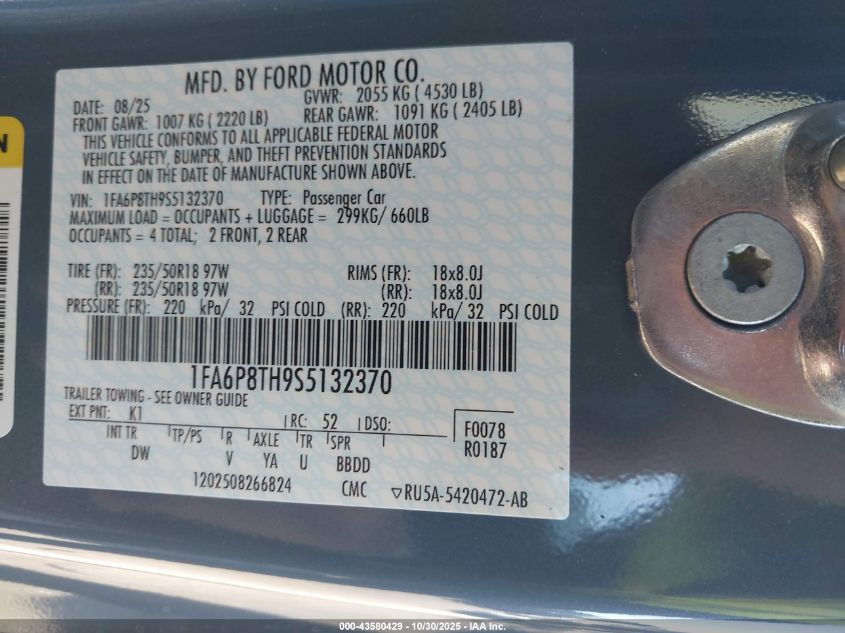 N
MFD. BY FORD MOTOR CO.
DATE: 08/25 GVWR: 2055 KG ( 4530 LB)
FRONT GAWR: 1007 KG ( 2220 LB) REAR GAWR: 1091 KG ( 2405 LB)
THIS VEHICLE CONFORMS TO ALL APPLICABLE FEDERAL MOTOR
VEHICLE SAFETY, BUMPER, AND THEFT PREVENTION STANDARDS
IN EFFECT ON THE DATE OF MANUFACTURE SHOWN ABOVE.
VIN: 1FA6P8TH9S5132370 TYPE: Passenger Car
MAXIMUM LOAD = OCCUPANTS + LUGGAGE = 299KG/ 660LB
OCCUPANTS = 4 TOTAL; 2 FRONT, 2 REAR
TIRE (FR): 235/50R18 97W RIMS (FR): 18x8.0J
(RR): 235/50R18 97W (RR): 18x8.0J
PRESSURE (FR): 220 kPa/ 32 PSI COLD (RR): 220 kPa/ 32 PSI COLD
1FA6P8TH9S5132370
TRAILER TOWING - SEE OWNER GUIDE
EXT PNT: K1 RC: 52 DSO: F0078
INT TR TP/PS R AXLE TR SPR R0187
DW V YA U BBDD
1202508266824 CMC ▽RU5A-5420472-AB
000-43580429 - 10/30/2025 - IAA Inc.